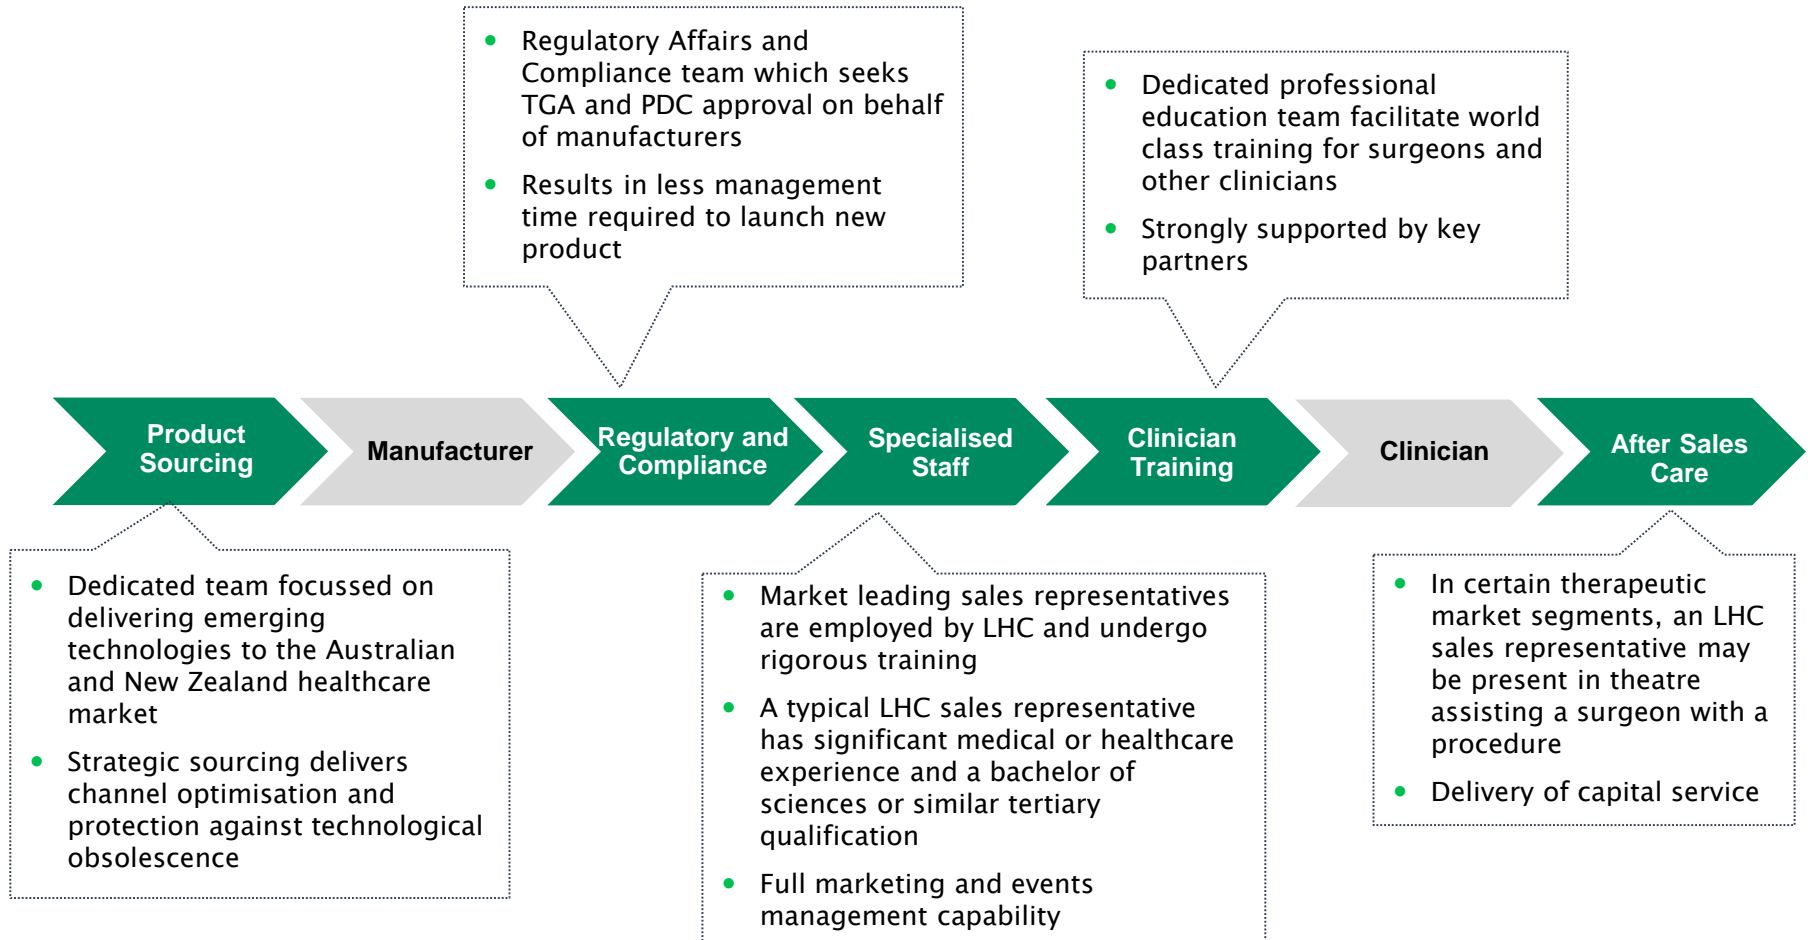 • Regulatory Affairs and
Compliance team which seeks
TGA and PDC approval on behalf
of manufacturers
• Results in less management
time required to launch new
product
• Dedicated professional
education team facilitate world
class training for surgeons and
other clinicians
• Strongly supported by key
partners
Product
Sourcing
Manufacturer
Regulatory and
Compliance
Specialised
Staff
Clinician
Training
Clinician
After Sales
Care
• Dedicated team focussed on
delivering emerging
technologies to the Australian
and New Zealand healthcare
market
• Strategic sourcing delivers
channel optimisation and
protection against technological
obsolescence
• Market leading sales representatives
are employed by LHC and undergo
rigorous training
• A typical LHC sales representative
has significant medical or healthcare
experience and a bachelor of
sciences or similar tertiary
qualification
• Full marketing and events
management capability
• In certain therapeutic
market segments, an LHC
sales representative may
be present in theatre
assisting a surgeon with a
procedure
• Delivery of capital service